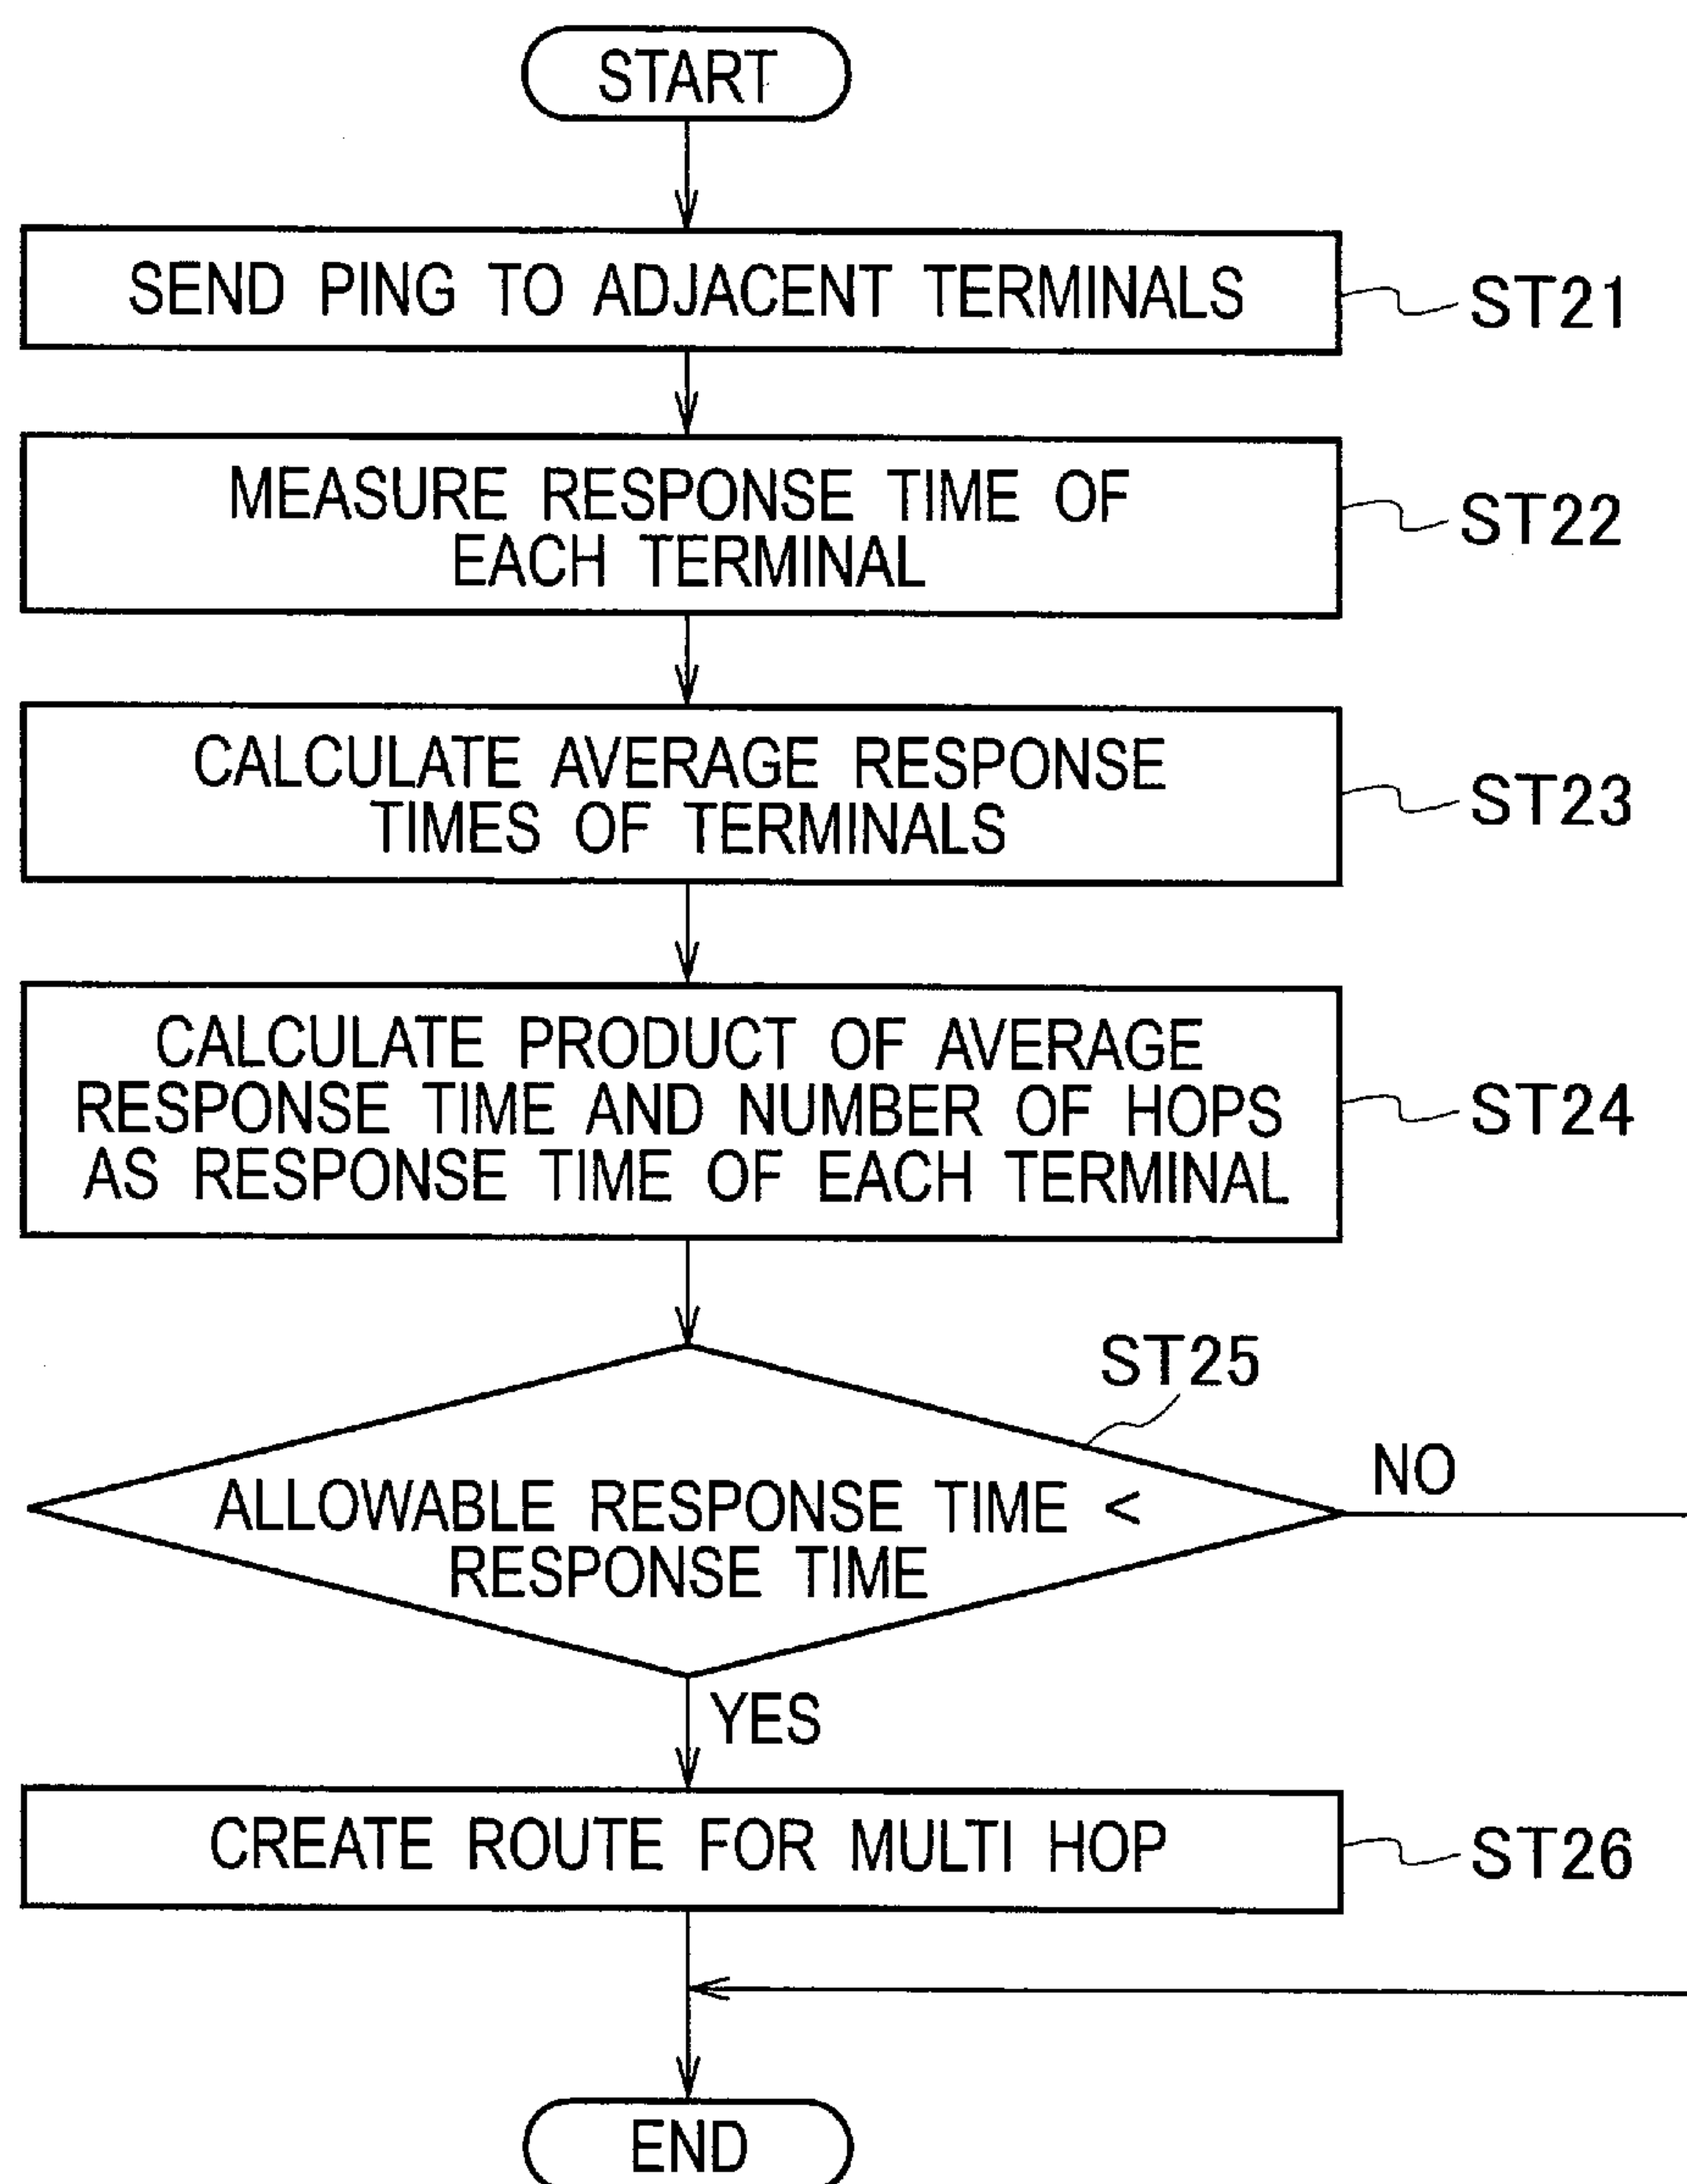 START
SEND PING TO ADJACENT TERMINALS
ST21
MEASURE RESPONSE TIME OF
EACH TERMINAL
ST22
CALCULATE AVERAGE RESPONSE
TIMES OF TERMINALS
ST23
CALCULATE PRODUCT OF AVERAGE
RESPONSE TIME AND NUMBER OF HOPS
AS RESPONSE TIME OF EACH TERMINAL
ST24
ST25
ALLOWABLE RESPONSE TIME <
RESPONSE TIME
NO
YES
CREATE ROUTE FOR MULTI HOP
ST26
END